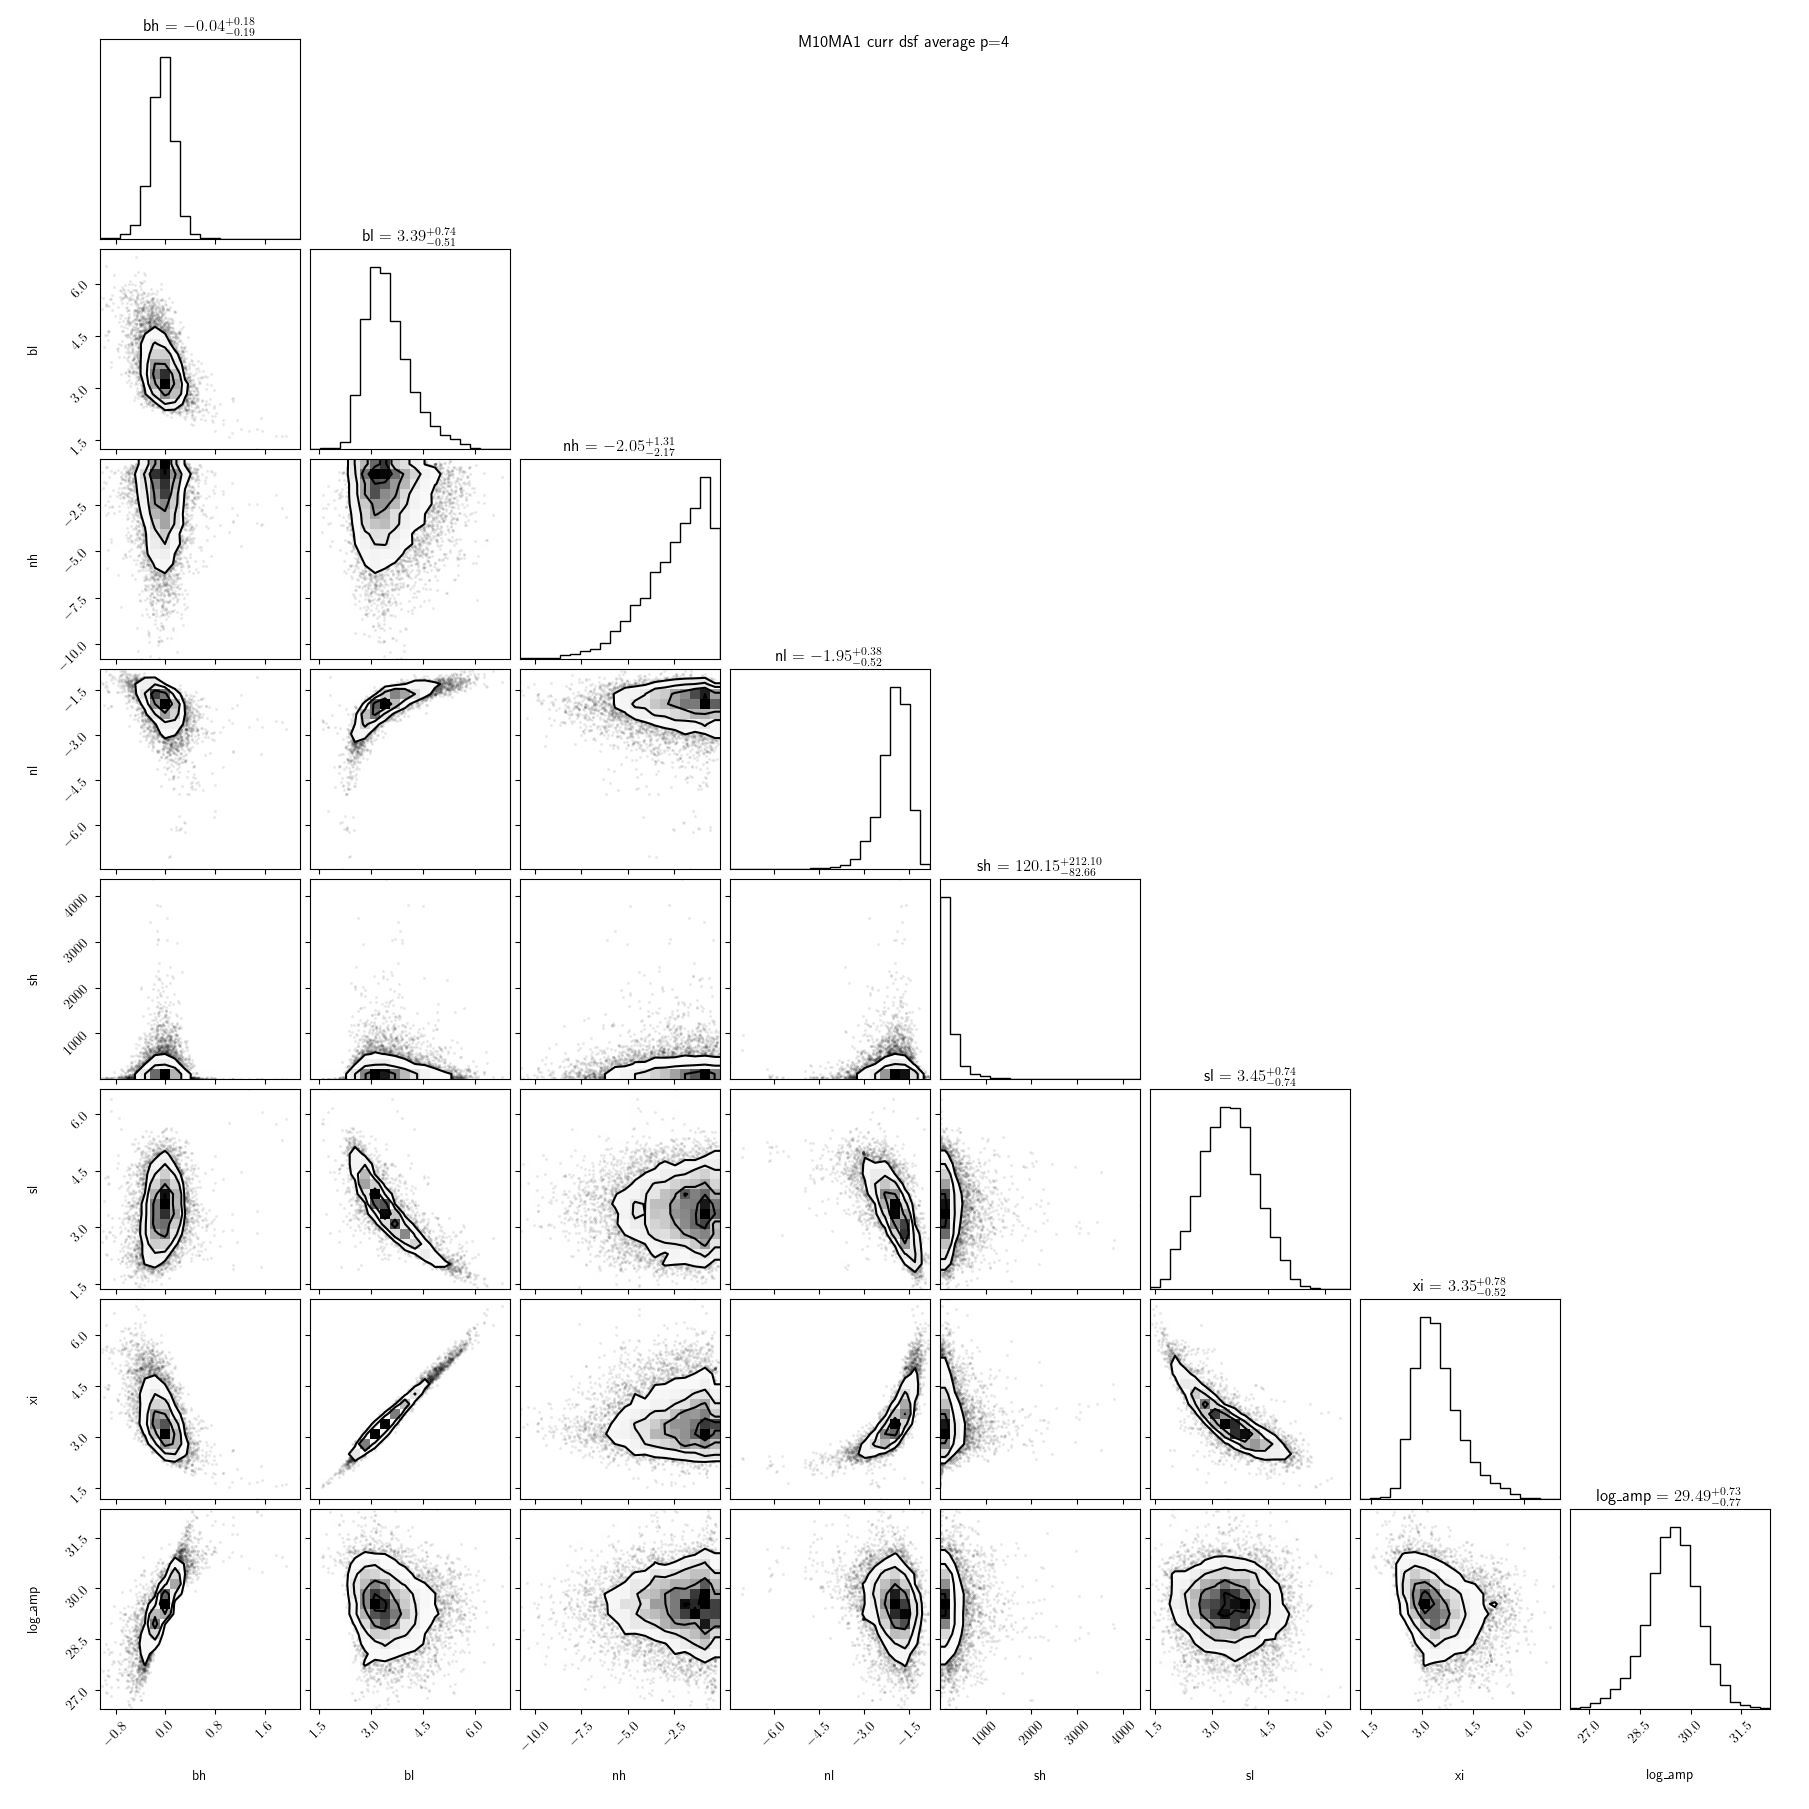 bh = −0.04 +0.18 −0.19
M10MA1 curr dsf average p=4
bl = 3.39 +0.74 −0.51
6.0
4.5
3.0
1.5
bl
nh = −2.05 +1.31 −2.17
−2.5
−5.0
−7.5
−10.0
nh
nl = −1.95 +0.38 −0.52
−1.5
−3.0
−4.5
−6.0
nl
sh = 120.15 +212.10 −82.66
4000
3000
2000
1000
sh
sl = 3.45 +0.74 −0.74
6.0
4.5
3.0
1.5
sl
xi = 3.35 +0.78 −0.52
6.0
4.5
3.0
1.5
xi
log_amp = 29.49 +0.73 −0.77
31.5
30.0
28.5
27.0
log_amp
−0.8 0.0 0.8 1.6 1.5 3.0 4.5 6.0 −10.0 −7.5 −5.0 −2.5 −6.0 −4.5 −3.0 −1.5 1000 2000 3000 4000 1.5 3.0 4.5 6.0 1.5 3.0 4.5 6.0 27.0 28.5 30.0 31.5
bh bl nh nl sh sl xi log_amp